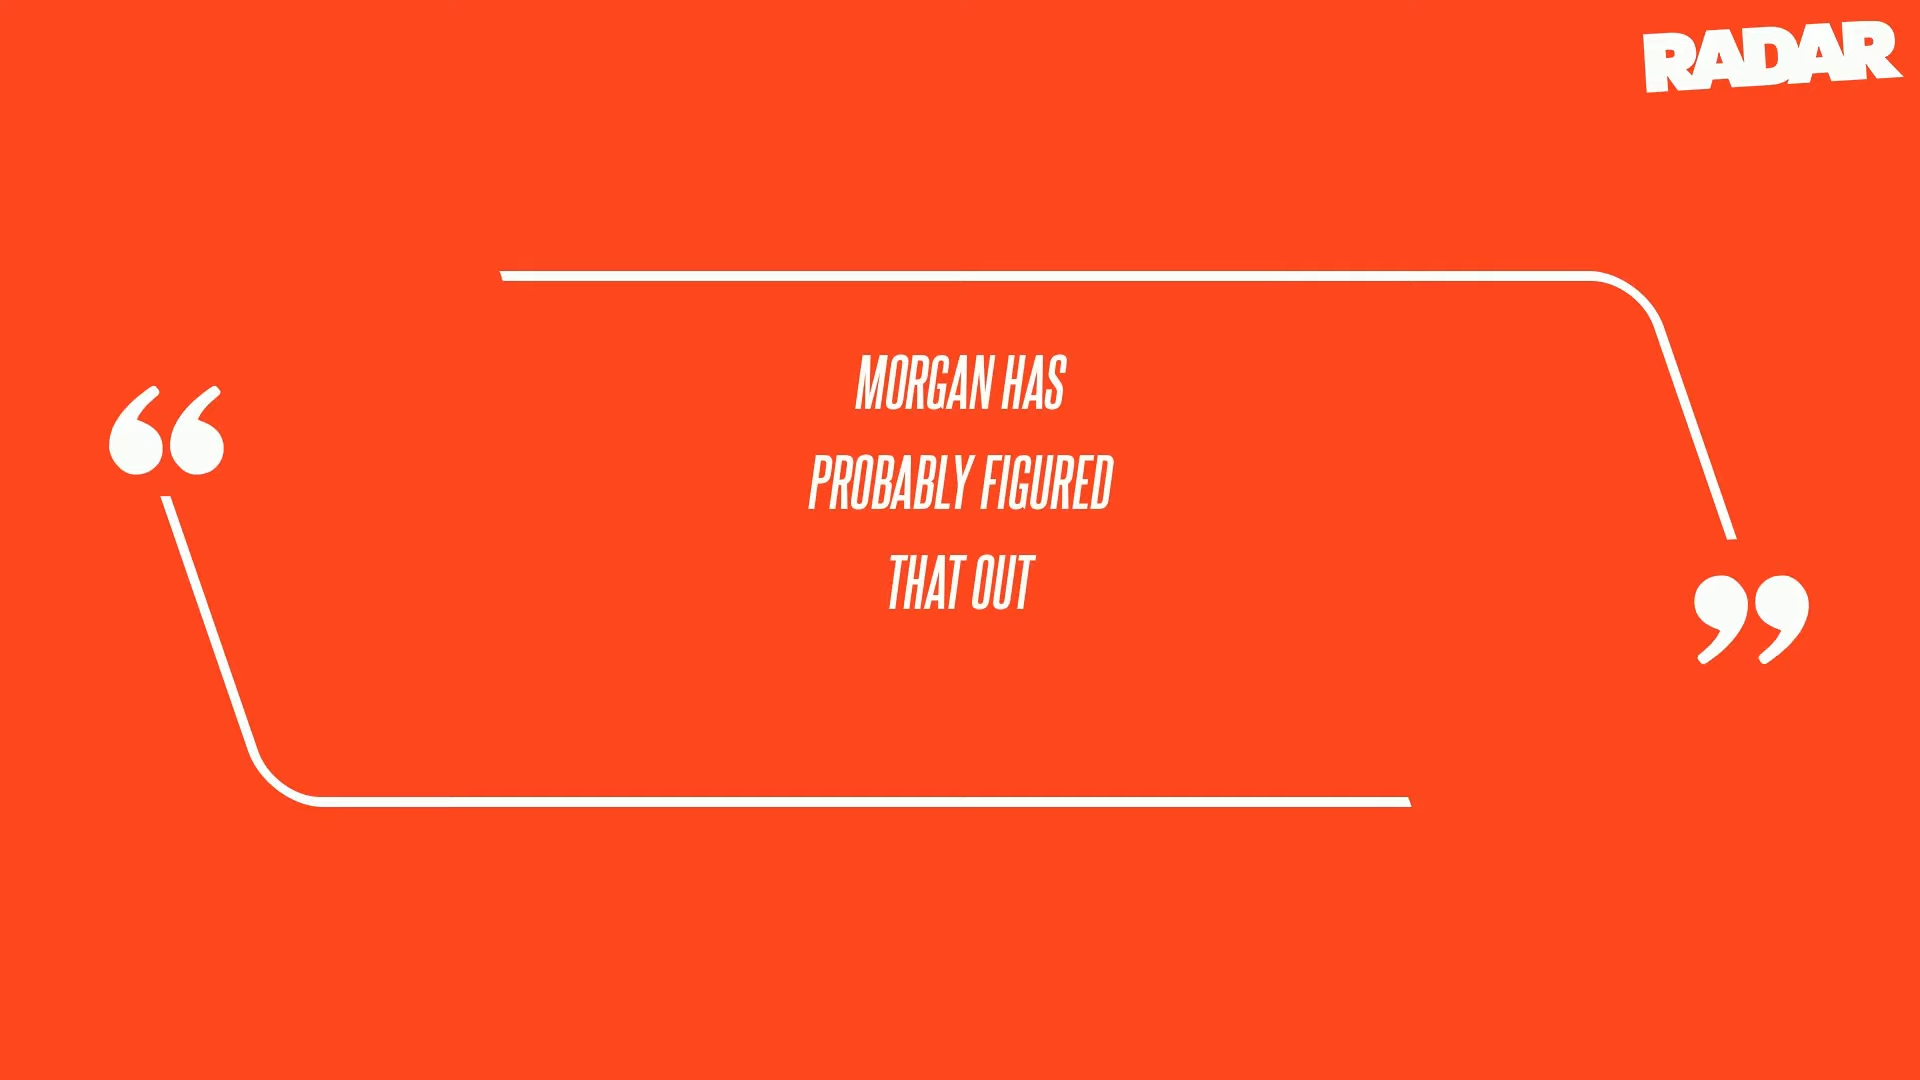 RADAR
“
MORGAN HAS
PROBABLY FIGURED
THAT OUT
”